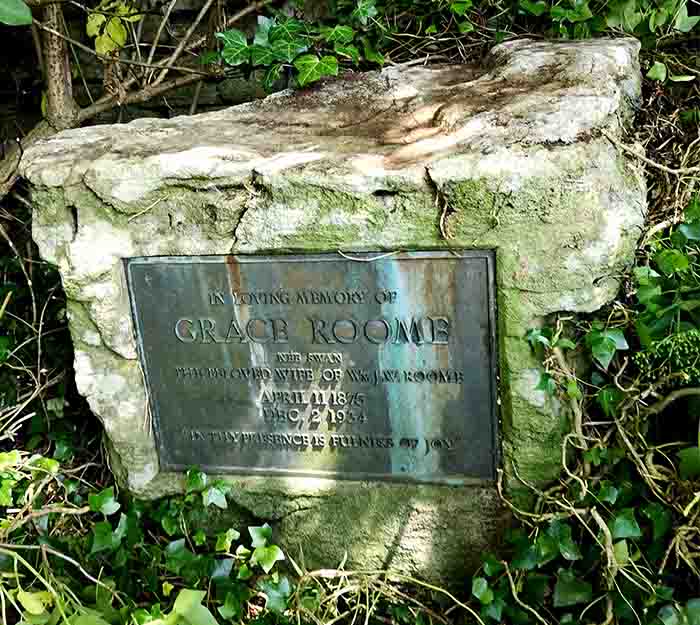 IN LOVING MEMORY OF
GRACE ROOME
NEE SWAN
THE BELOVED WIFE OF WM. J.W. ROOME
APRIL 11 1875
DEC. 2 1934
"IN THY PRESENCE IS FULNESS OF JOY"